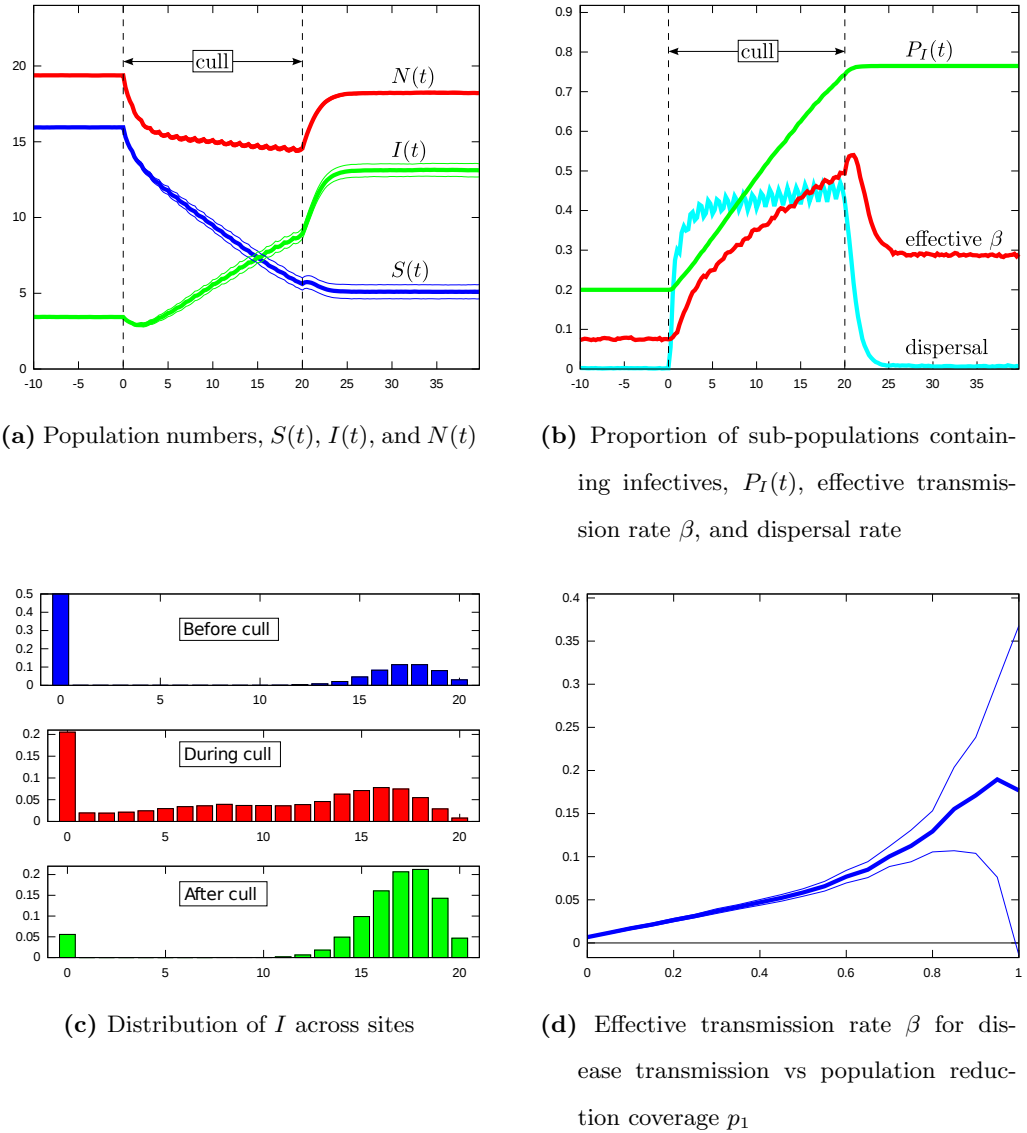 cull
N(t)
I(t)
S(t)
20
15
10
5
0
-10 -5 0 5 10 15 20 25 30 35
(a) Population numbers, S(t), I(t), and N(t)
cull
P_I(t)
effective β
dispersal
0.9
0.8
0.7
0.6
0.5
0.4
0.3
0.2
0.1
0
-10 -5 0 5 10 15 20 25 30 35
(b) Proportion of sub-populations contain-
ing infectives, P_I(t), effective transmis-
sion rate β, and dispersal rate
0.5
0.4
0.3
0.2
0.1
0
Before cull
0 5 10 15 20
0.2
0.15
0.1
0.05
0
During cull
0 5 10 15 20
0.2
0.15
0.1
0.05
0
After cull
0 5 10 15 20
(c) Distribution of I across sites
0.4
0.35
0.3
0.25
0.2
0.15
0.1
0.05
0
0 0.2 0.4 0.6 0.8 1
(d) Effective transmission rate β for dis-
ease transmission vs population reduc-
tion coverage p₁